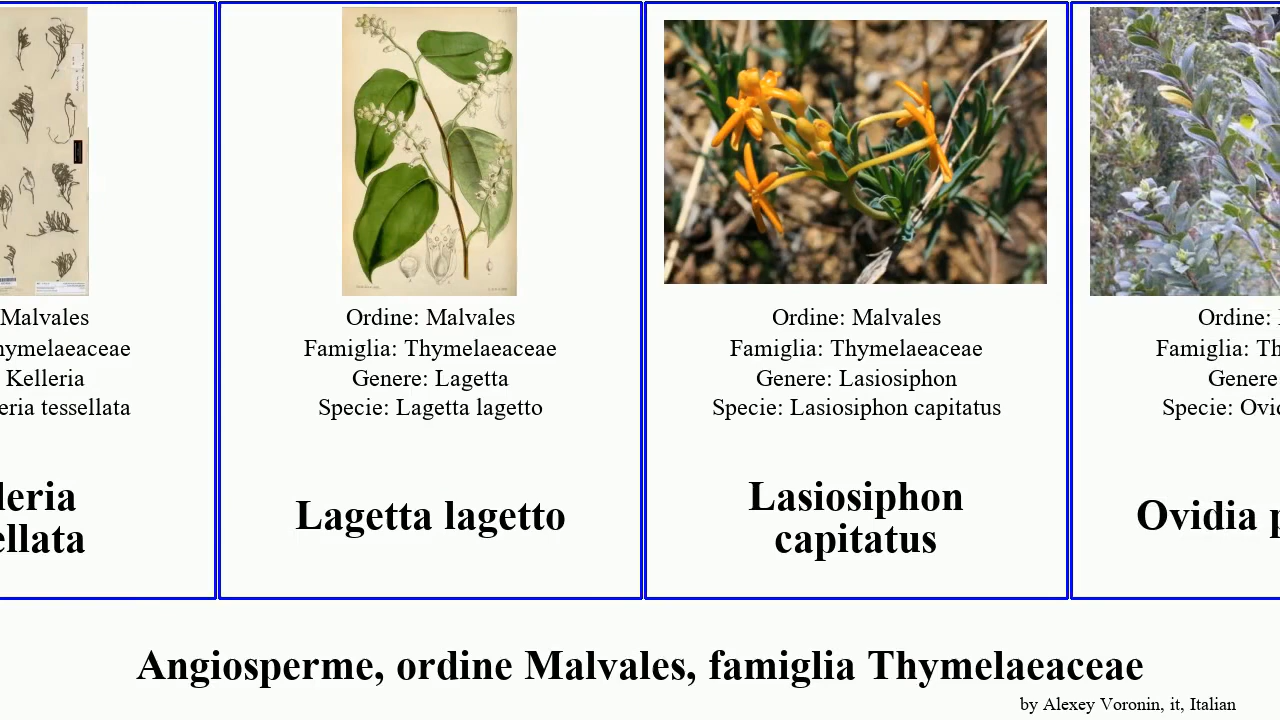 Malvales
Kelleria
tessellata
leria
ellata
Ordine: Malvales
Famiglia: Thymelaeaceae
Genere: Lagetta
Specie: Lagetta lagetto
Lagetta lagetto
Ordine: Malvales
Famiglia: Thymelaeaceae
Genere: Lasiosiphon
Specie: Lasiosiphon capitatus
Lasiosiphon
capitatus
Ordine:
Famiglia: Th
Genere
Specie: Ovid
Ovidia p
Angiosperme, ordine Malvales, famiglia Thymelaeaceae
by Alexey Voronin, it, Italian